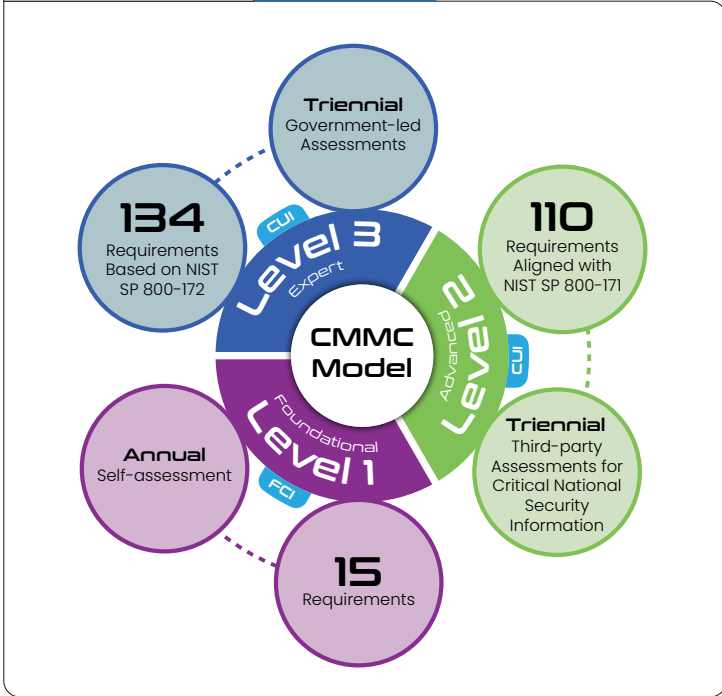 Triennial
Government-led
Assessments
134
Requirements
Based on NIST
SP 800-172
CUI
Level 3
Expert
110
Requirements
Aligned with
NIST SP 800-171
CMMC
Model
Advanced
Level 2
CUI
Annual
Self-assessment
Foundational
Level 1
FCI
Triennial
Third-party
Assessments for
Critical National
Security
Information
15
Requirements